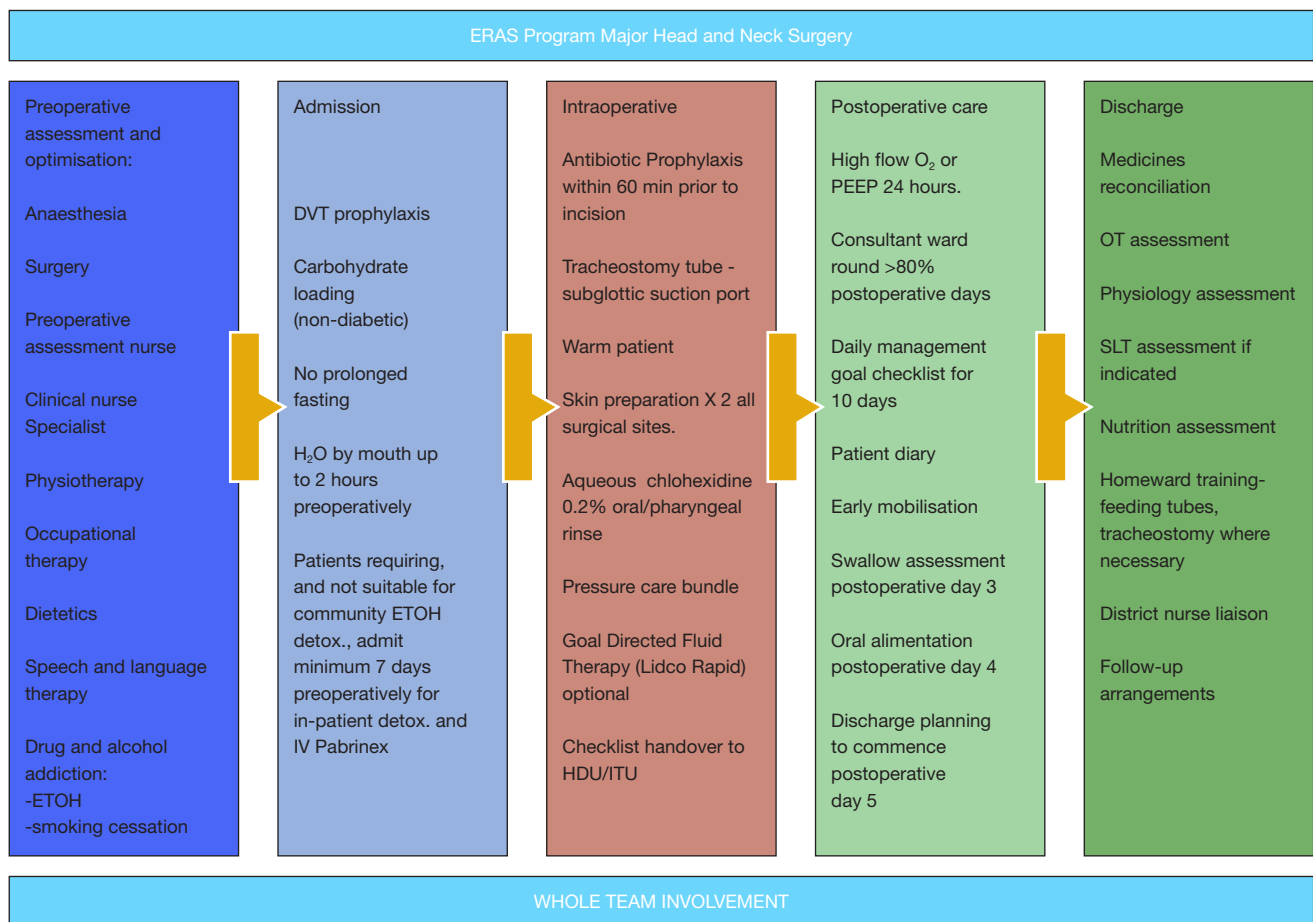 ERAS Program Major Head and Neck Surgery
Preoperative
assessment and
optimisation:
Anaesthesia
Surgery
Preoperative
assessment nurse
Clinical nurse
Specialist
Physiotherapy
Occupational
therapy
Dietetics
Speech and language
therapy
Drug and alcohol
addiction:
-ETOH
-smoking cessation
Admission
DVT prophylaxis
Carbohydrate
loading
(non-diabetic)
No prolonged
fasting
H₂O by mouth up
to 2 hours
preoperatively
Patients requiring,
and not suitable for
community ETOH
detox., admit
minimum 7 days
preoperatively for
in-patient detox. and
IV Pabrinex
Intraoperative
Antibiotic Prophylaxis
within 60 min prior to
incision
Tracheostomy tube -
subglottic suction port
Warm patient
Skin preparation X 2 all
surgical sites.
Aqueous chlohexidine
0.2% oral/pharyngeal
rinse
Pressure care bundle
Goal Directed Fluid
Therapy (Lidco Rapid)
optional
Checklist handover to
HDU/ITU
Postoperative care
High flow O₂ or
PEEP 24 hours.
Consultant ward
round >80%
postoperative days
Daily management
goal checklist for
10 days
Patient diary
Early mobilisation
Swallow assessment
postoperative day 3
Oral alimentation
postoperative day 4
Discharge planning
to commence
postoperative
day 5
Discharge
Medicines
reconciliation
OT assessment
Physiology assessment
SLT assessment if
indicated
Nutrition assessment
Homeward training-
feeding tubes,
tracheostomy where
necessary
District nurse liaison
Follow-up
arrangements
WHOLE TEAM INVOLVEMENT